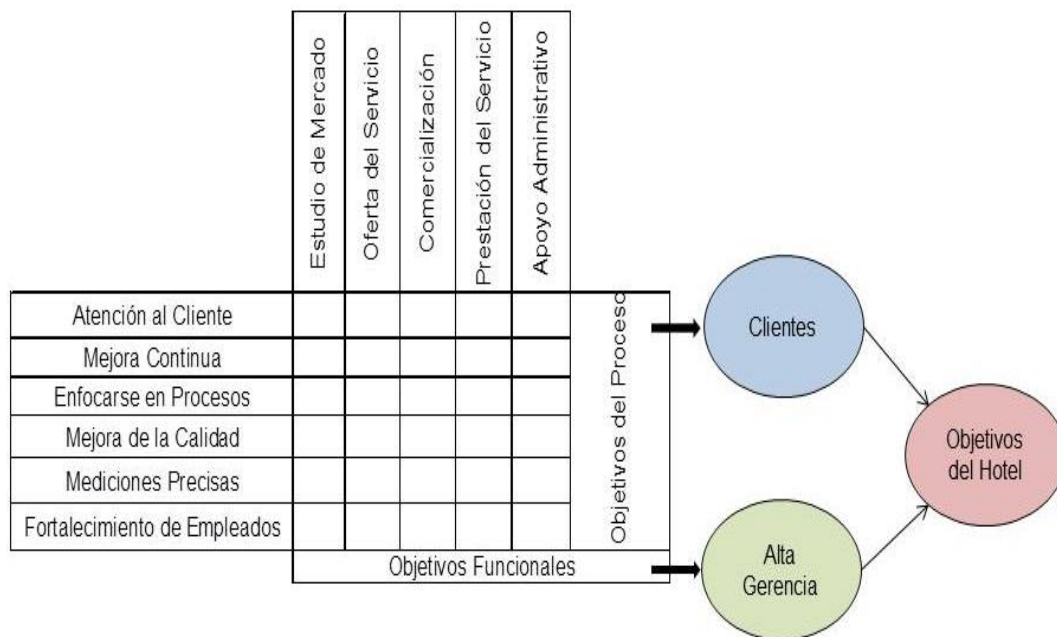 Estudio de Mercado
Oferta del Servicio
Comercialización
Prestación del Servicio
Apoyo Administrativo
Atención al Cliente
Mejora Continua
Enfocarse en Procesos
Mejora de la Calidad
Mediciones Precisas
Fortalecimiento de Empleados
Objetivos del Proceso
Objetivos Funcionales
Clientes
Alta
Gerencia
Objetivos
del Hotel